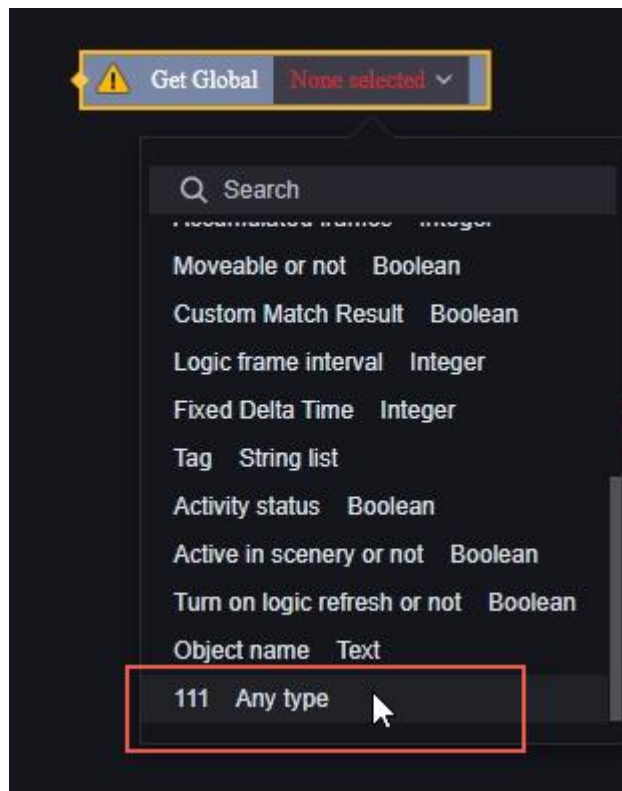 Get Global None selected
Search
Moveable or not Boolean
Custom Match Result Boolean
Logic frame interval Integer
Fixed Delta Time Integer
Tag String list
Activity status Boolean
Active in scenery or not Boolean
Turn on logic refresh or not Boolean
Object name Text
111 Any type